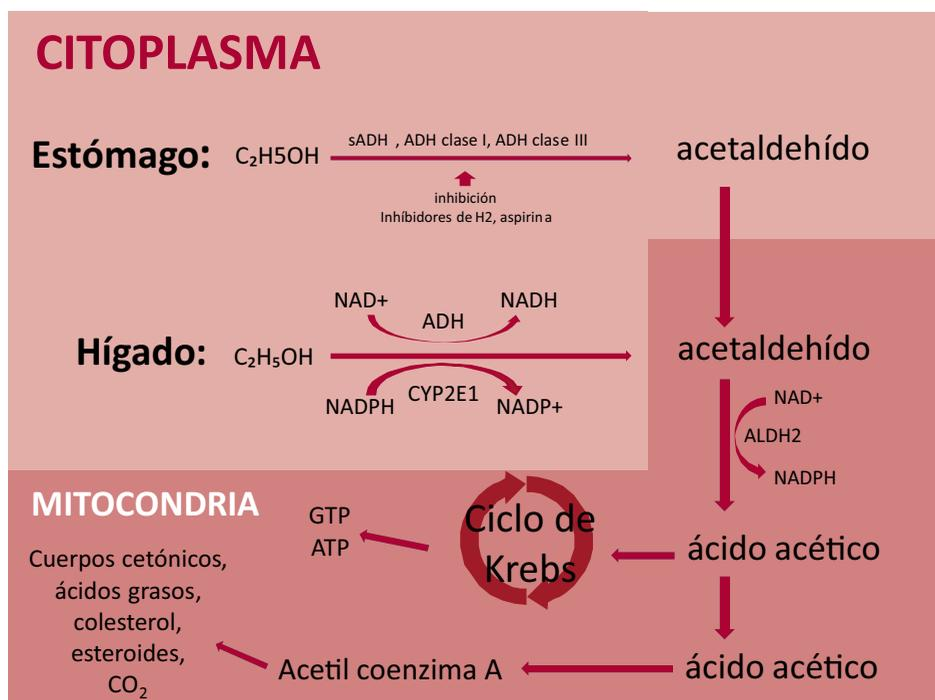 CITOPLASMA
Estómago:
C₂H5OH
sADH , ADH clase I, ADH clase III
acetaldehído
inhibición
Inhíbidores de H2, aspirina
NAD+
NADH
ADH
Hígado:
C₂H₅OH
acetaldehído
CYP2E1
NADPH
NADP+
NAD+
ALDH2
NADPH
MITOCONDRIA
GTP
ATP
Ciclo de
Krebs
ácido acético
Cuerpos cetónicos,
ácidos grasos,
colesterol,
esteroides,
CO₂
Acetil coenzima A
ácido acético